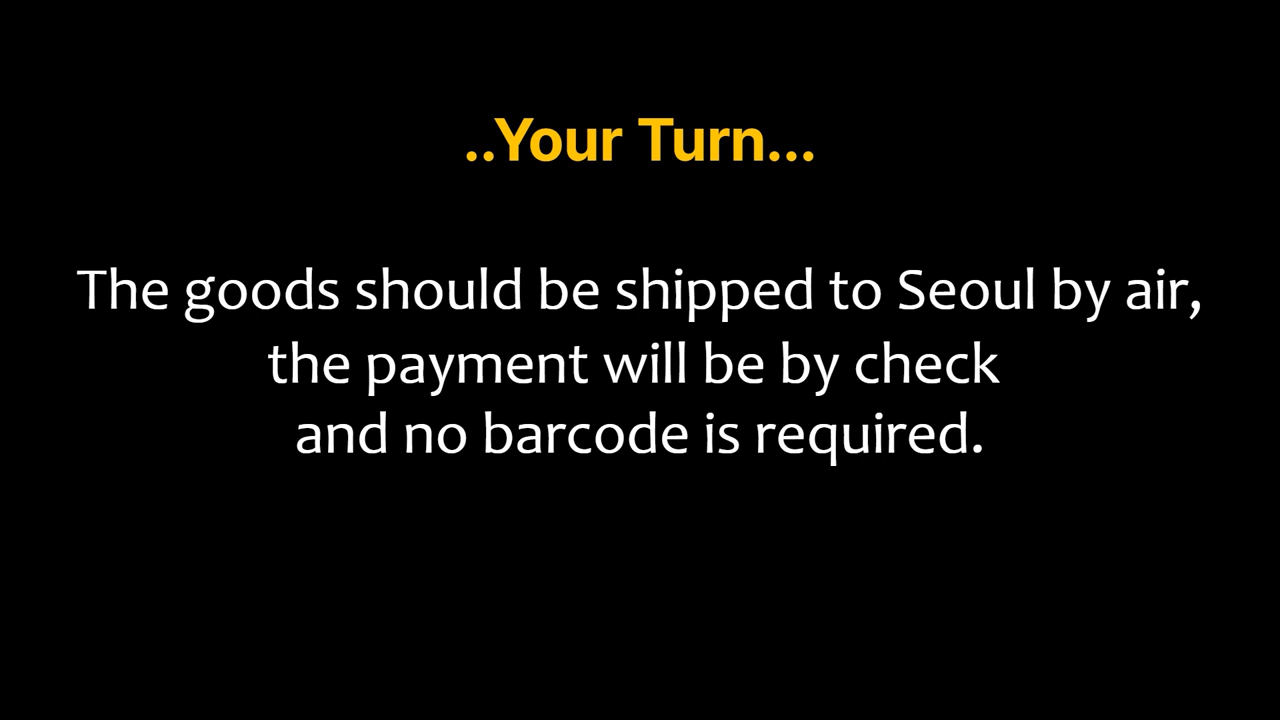 ..Your Turn...
The goods should be shipped to Seoul by air,
the payment will be by check
and no barcode is required.